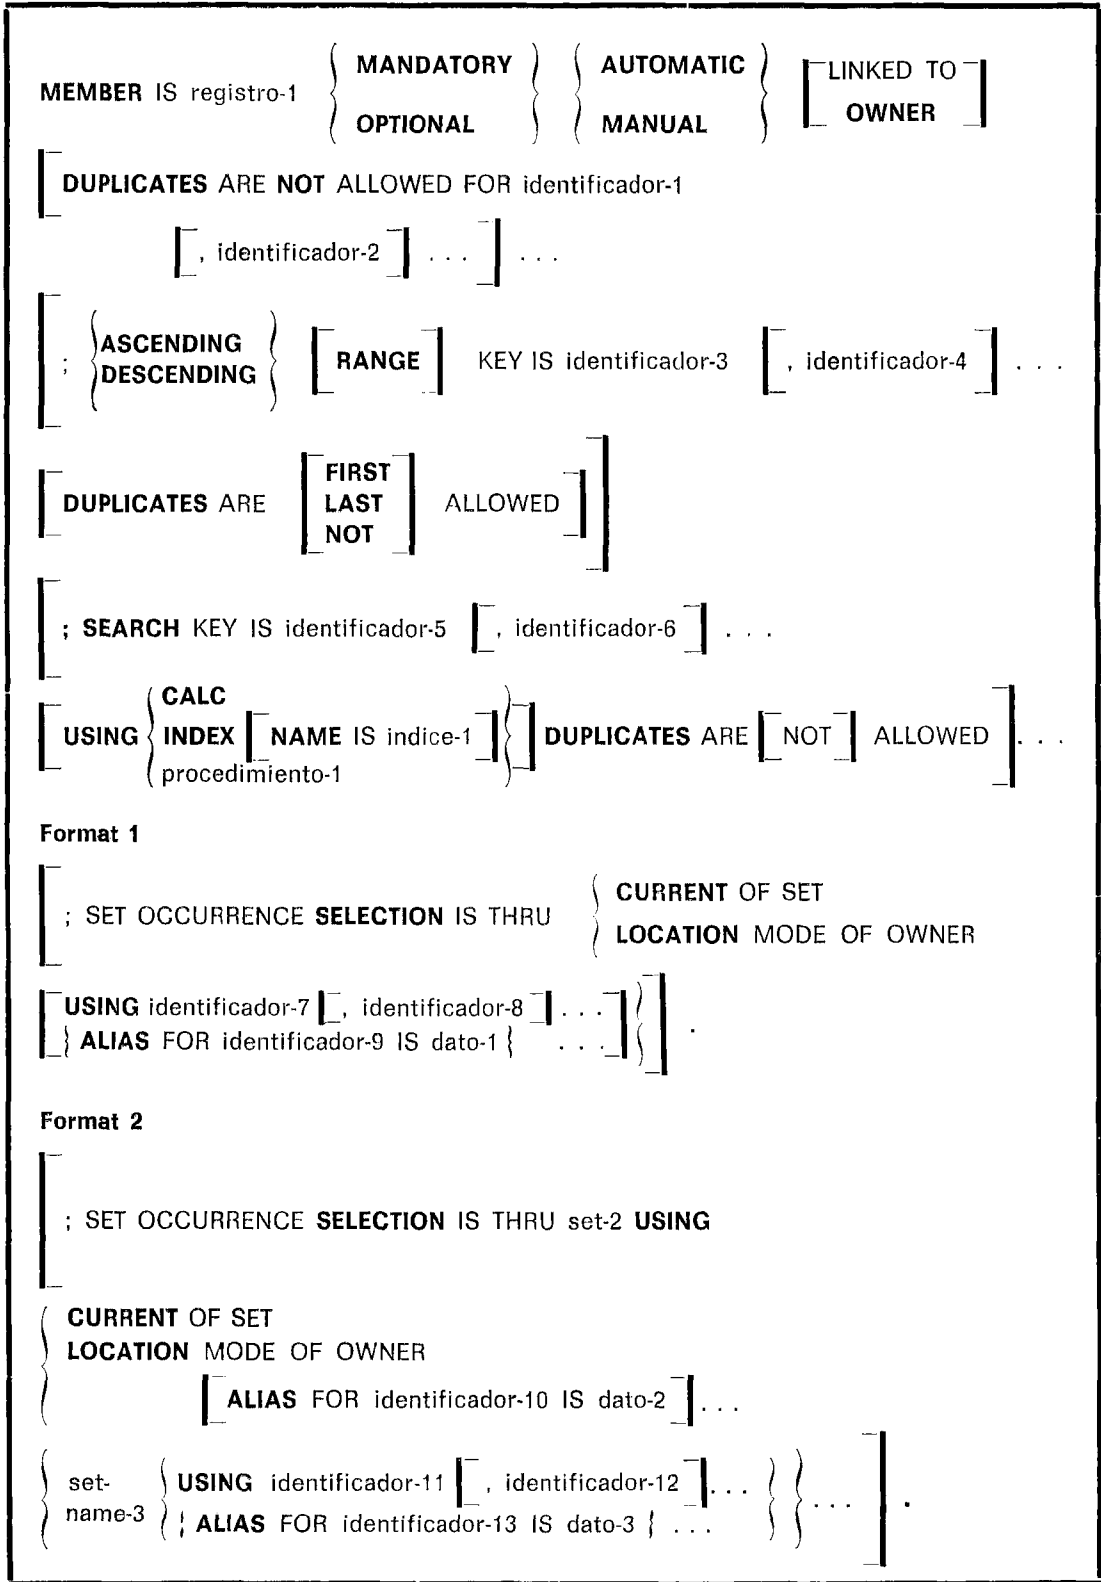 MEMBER IS registro-1 { MANDATORY } { AUTOMATIC } [ LINKED TO ]
{ OPTIONAL } { MANUAL } [ OWNER ]
[ DUPLICATES ARE NOT ALLOWED FOR identificador-1
[ , identificador-2 ] . . . ] . . .
[ ; { ASCENDING
DESCENDING } [ RANGE ] KEY IS identificador-3 [ , identificador-4 ] . . .
[ DUPLICATES ARE [ FIRST
LAST
NOT ] ALLOWED ] ]
[ ; SEARCH KEY IS identificador-5 [ , identificador-6 ] . . .
[ USING { CALC
INDEX [ NAME IS indice-1 ]
procedimiento-1 } ] DUPLICATES ARE [ NOT ] ALLOWED ] . . .
Format 1
[ ; SET OCCURRENCE SELECTION IS THRU { CURRENT OF SET
LOCATION MODE OF OWNER
[ USING identificador-7 [ , identificador-8 ] . . . ]
{ ALIAS FOR identificador-9 IS dato-1 { . . . ] } ] .
Format 2
[ ; SET OCCURRENCE SELECTION IS THRU set-2 USING
{ CURRENT OF SET
LOCATION MODE OF OWNER
[ ALIAS FOR identificador-10 IS dato-2 ] . . .
{ set-
name-3 { USING identificador-11 [ , identificador-12 ] . . .
{ ALIAS FOR identificador-13 IS dato-3 { . . . } } . . . ] .